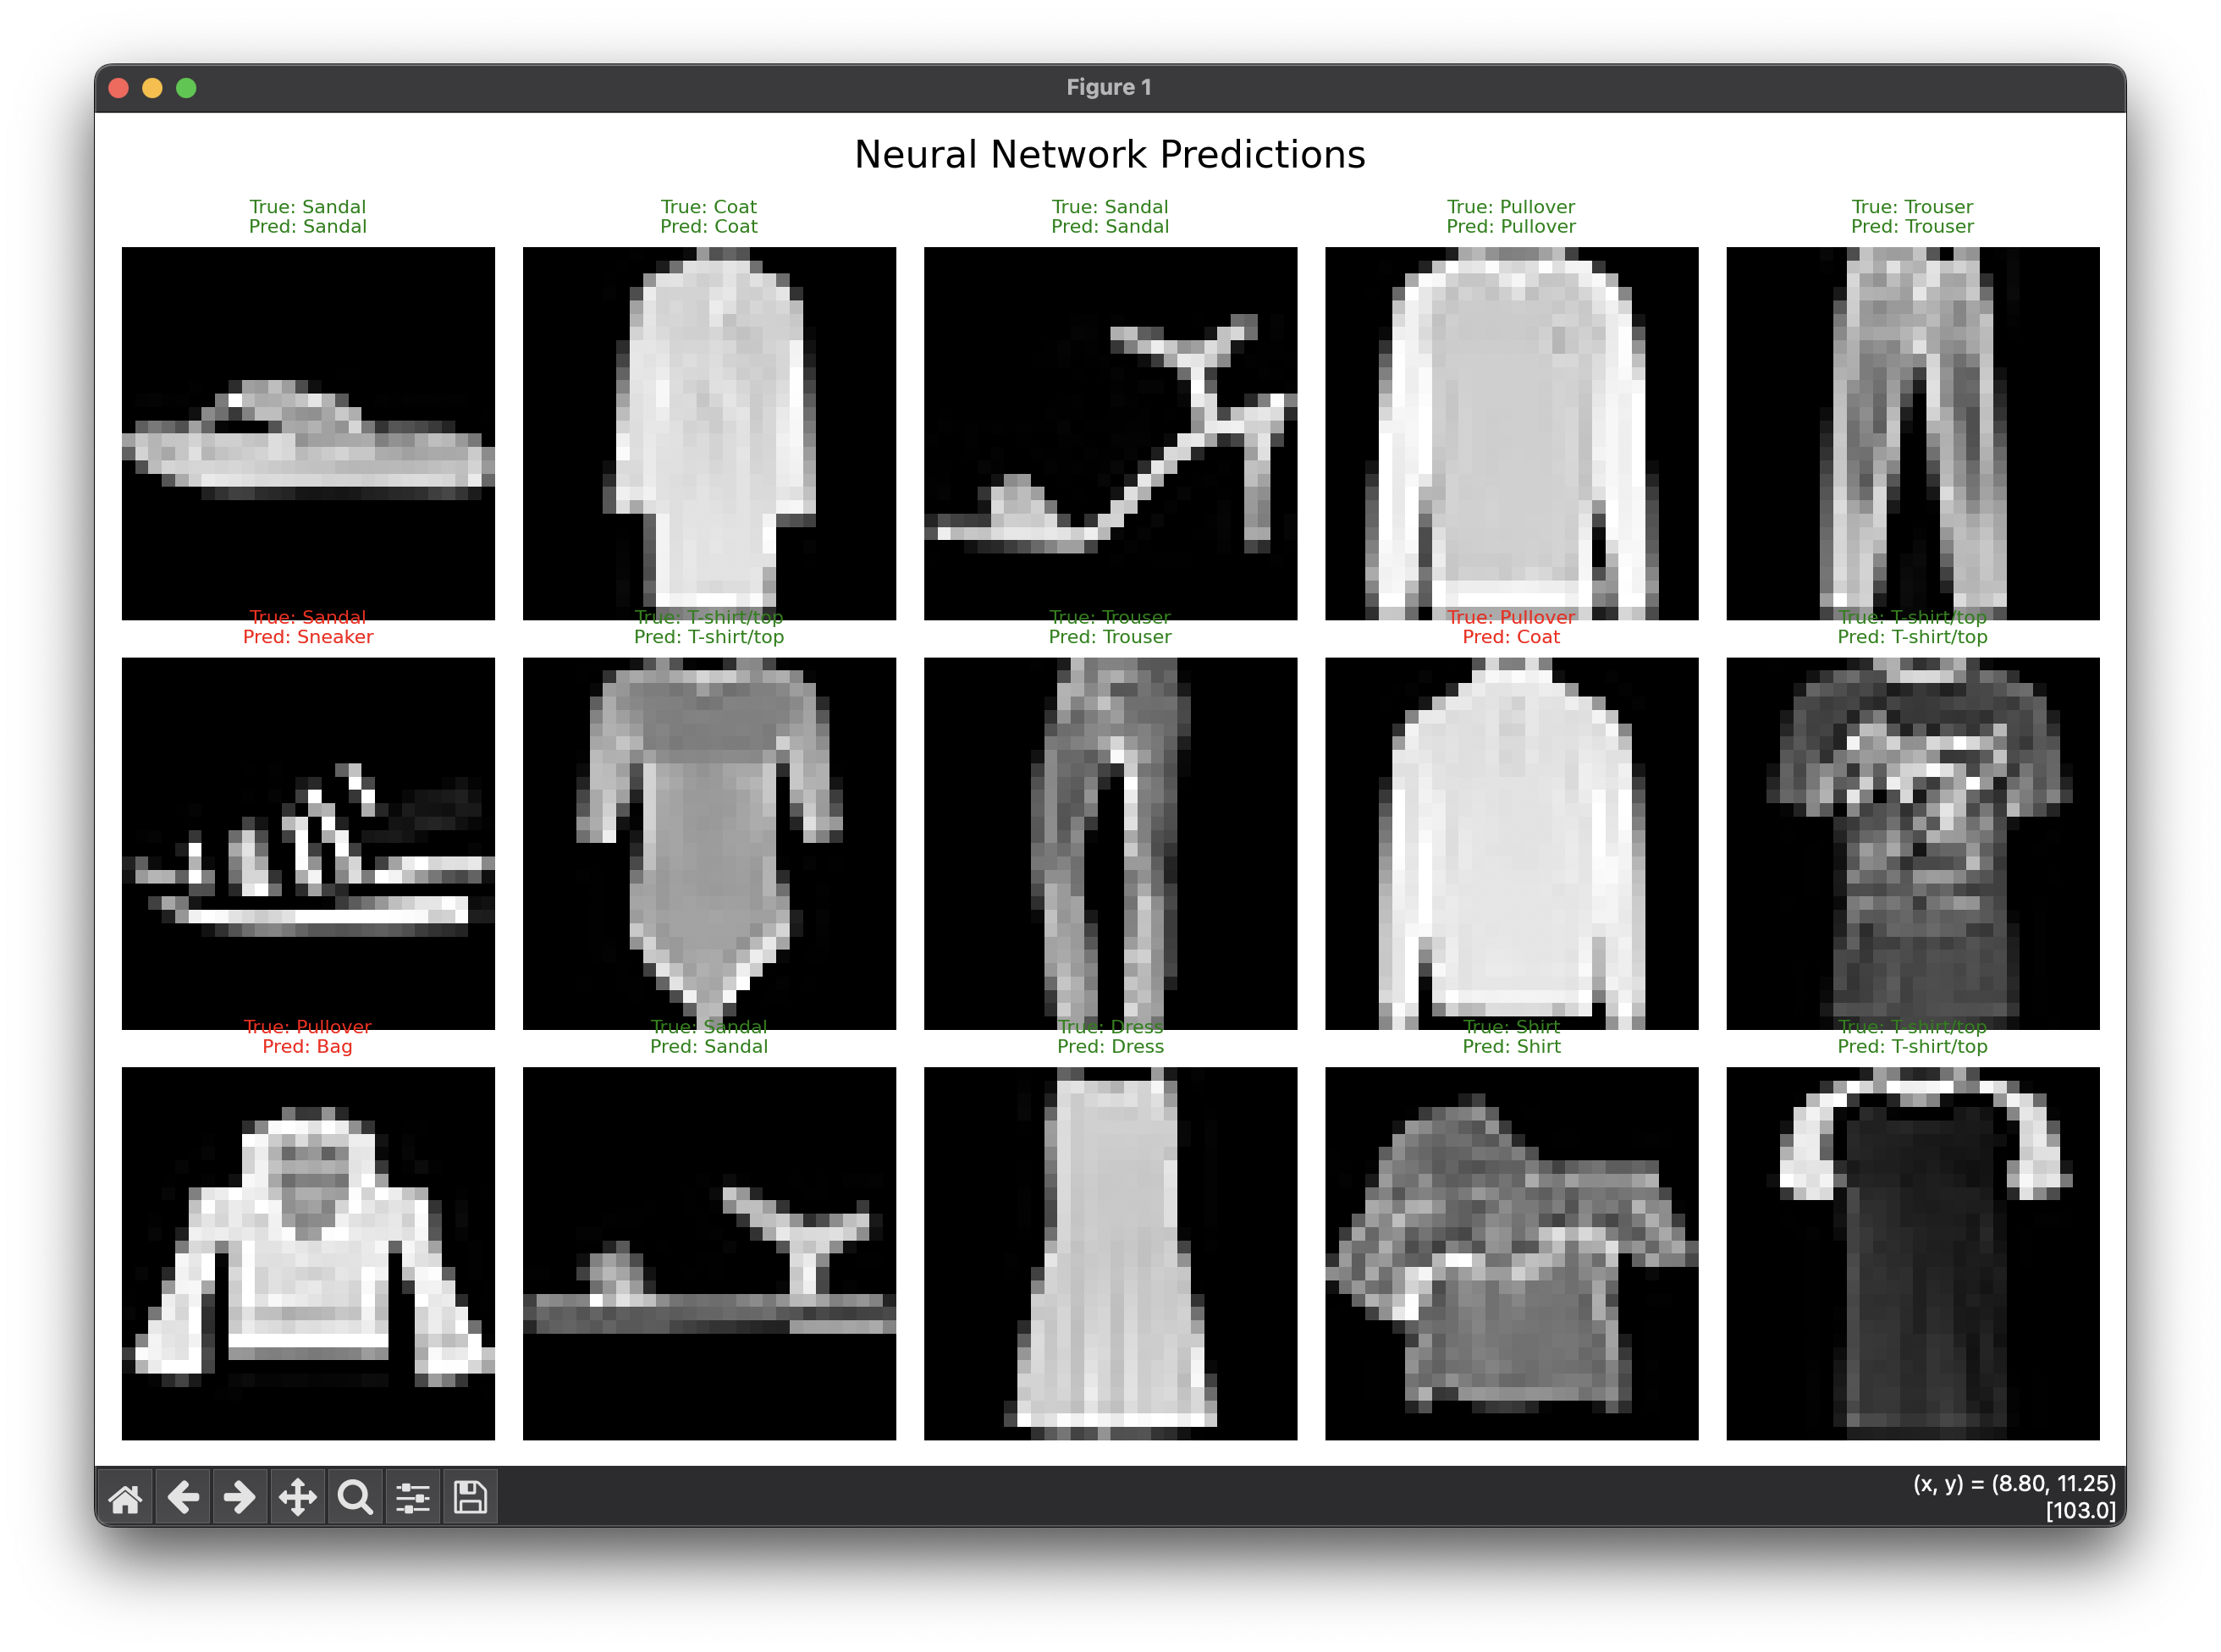 Figure 1
Neural Network Predictions
True: Sandal
Pred: Sandal
True: Coat
Pred: Coat
True: Sandal
Pred: Sandal
True: Pullover
Pred: Pullover
True: Trouser
Pred: Trouser
True: Sandal
Pred: Sneaker
True: T-shirt/top
Pred: T-shirt/top
True: Trouser
Pred: Trouser
True: Pullover
Pred: Coat
True: T-shirt/top
Pred: T-shirt/top
True: Pullover
Pred: Bag
True: Sandal
Pred: Sandal
True: Dress
Pred: Dress
True: Shirt
Pred: Shirt
True: T-shirt/top
Pred: T-shirt/top
(x, y) = (8.80, 11.25)
[103.0]